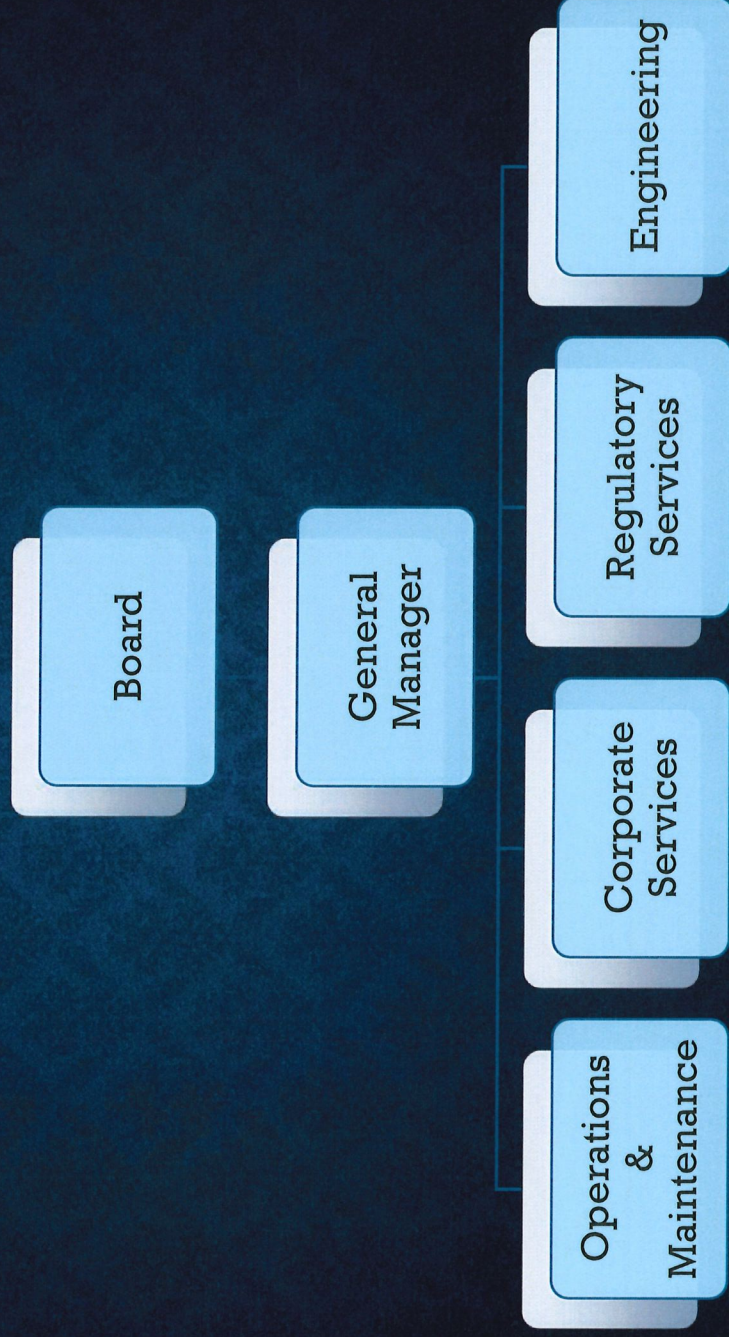 Board
General
Manager
Operations
&
Maintenance
Corporate
Services
Regulatory
Services
Engineering